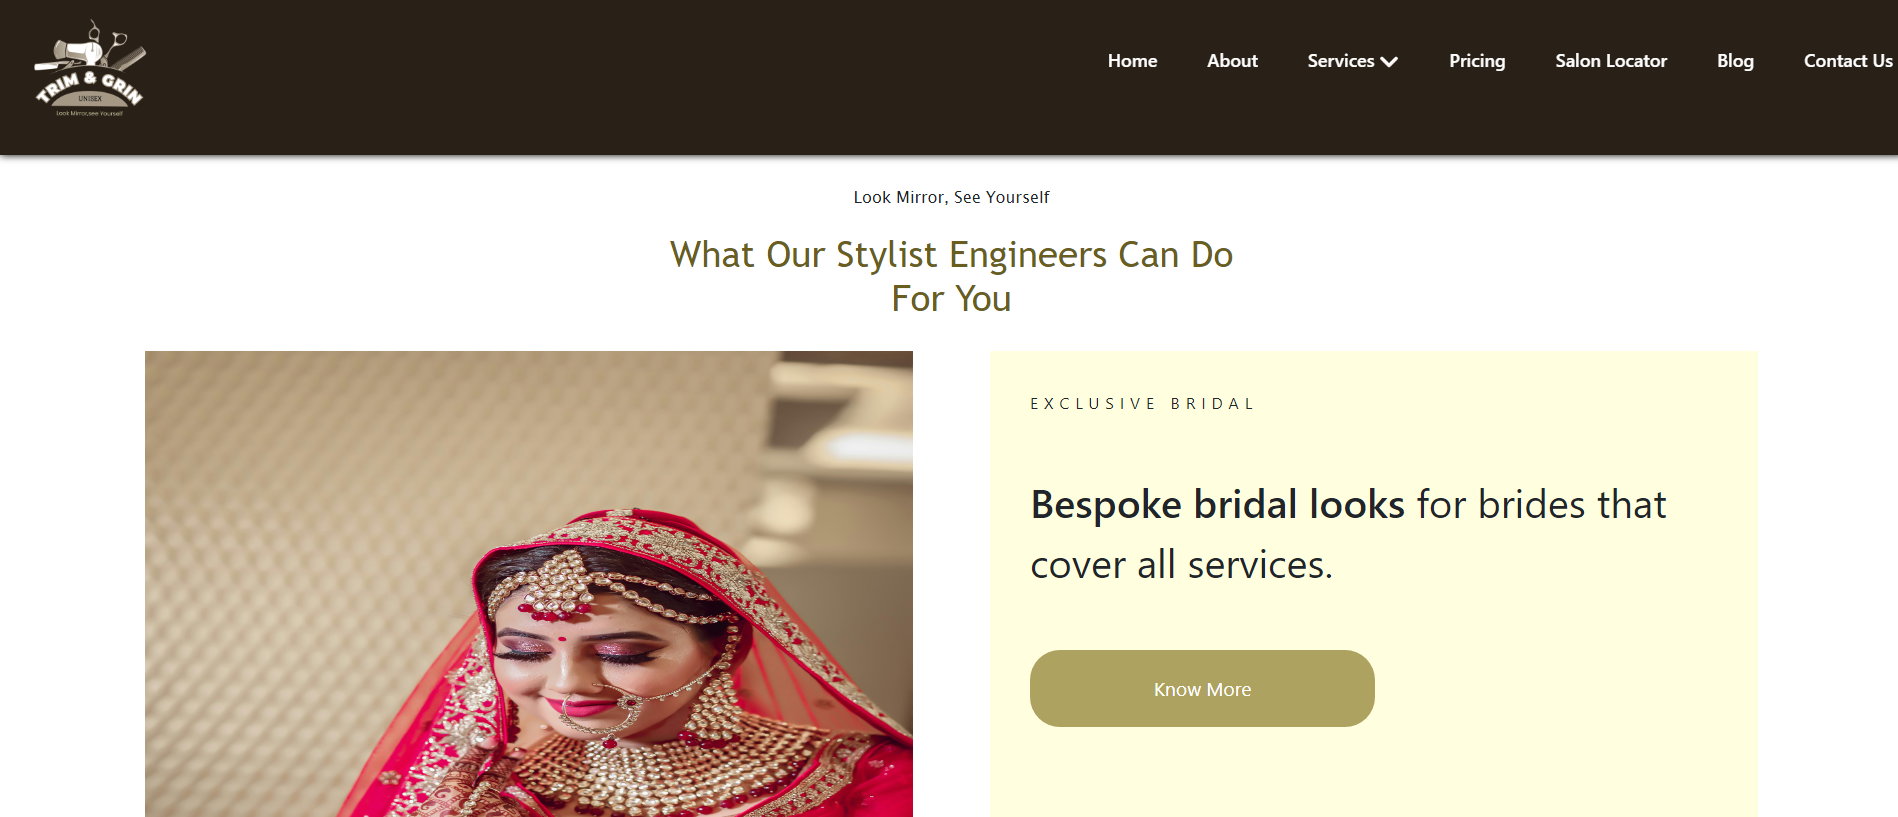 TRIM & GRIN
UNISEX
Look Mirror,see Yourself
Home About Services Pricing Salon Locator Blog Contact Us
Look Mirror, See Yourself
What Our Stylist Engineers Can Do
For You
EXCLUSIVE BRIDAL
Bespoke bridal looks for brides that
cover all services.
Know More